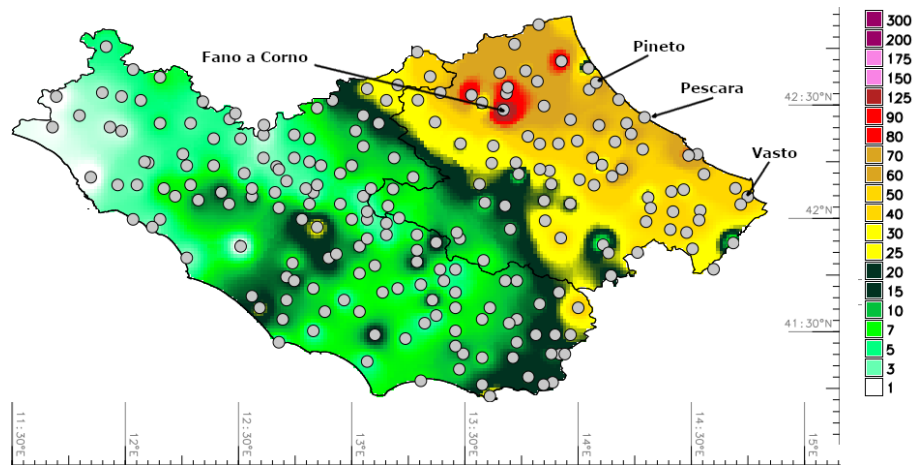 Fano a Corno
Pineto
Pescara
Vasto
300
200
175
150
125
90
80
70
60
50
40
30
25
20
15
10
7
5
3
1
42°30'N
42°N
41°30'N
11°30'E
12°E
12°30'E
13°E
13°30'E
14°E
14°30'E
15°E